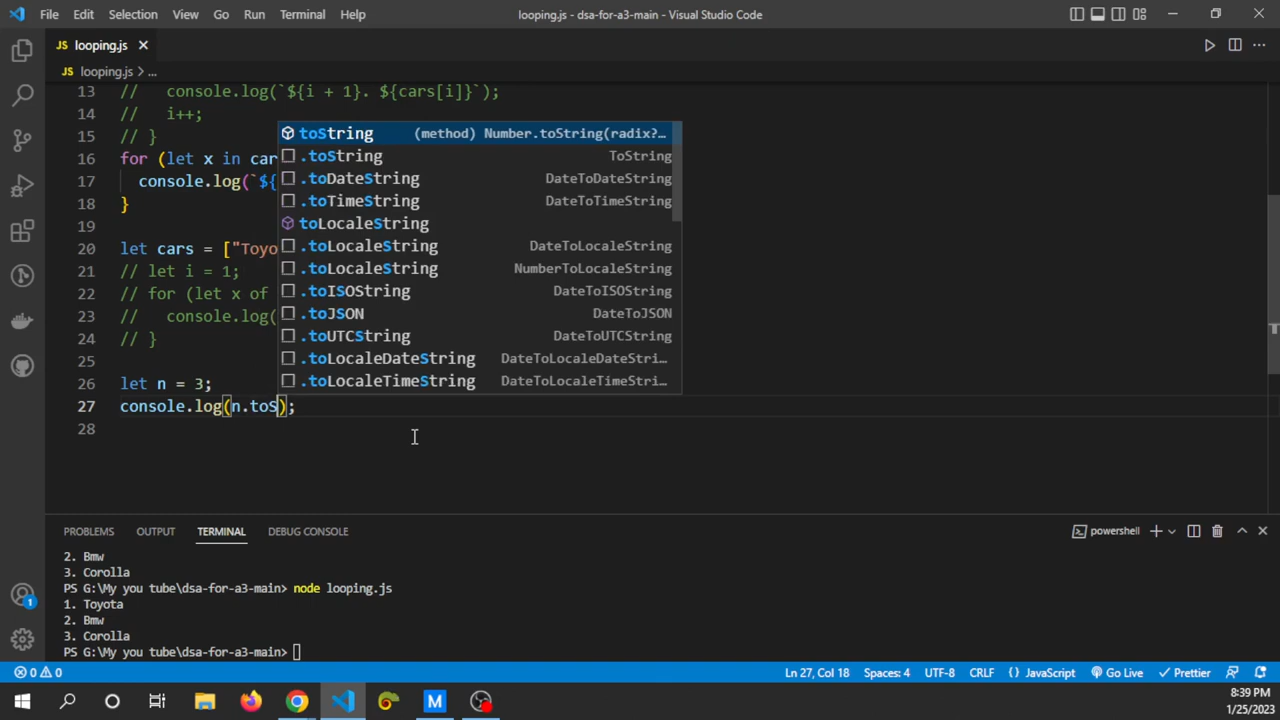 File Edit Selection View Go Run Terminal Help looping.js - dsa-for-a3-main - Visual Studio Code
JS looping.js
JS looping.js > ...
13 //   console.log(`${i + 1}. ${cars[i]}`);
14 //   i++;
15 // }
16 for (let x in car
17   console.log(`${
18 }
19
20 let cars = ["Toyo
21 // let i = 1;
22 // for (let x of
23 //   console.log(
24 // }
25
26 let n = 3;
27 console.log(n.toS);
28
toString (method) Number.toString(radix?…
.toString ToString
.toDateString DateToDateString
.toTimeString DateToTimeString
toLocaleString
.toLocaleString DateToLocaleString
.toLocaleString NumberToLocaleString
.toISOString DateToISOString
.toJSON DateToJSON
.toUTCString DateToUTCString
.toLocaleDateString DateToLocaleDateStri…
.toLocaleTimeString DateToLocaleTimeStri…
PROBLEMS OUTPUT TERMINAL DEBUG CONSOLE powershell
2. Bmw
3. Corolla
PS G:\My you tube\dsa-for-a3-main> node looping.js
1. Toyota
2. Bmw
3. Corolla
PS G:\My you tube\dsa-for-a3-main>
1
0 0 Ln 27, Col 18 Spaces: 4 UTF-8 CRLF {} JavaScript Go Live Prettier
M
8:39 PM
1/25/2023